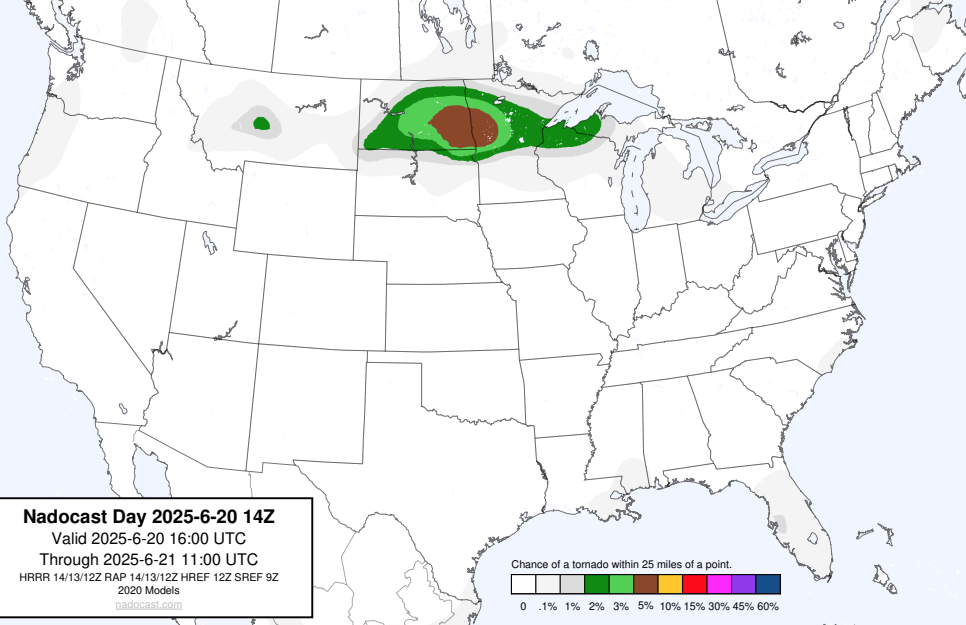 Nadocast Day 2025-6-20 14Z
Valid 2025-6-20 16:00 UTC
Through 2025-6-21 11:00 UTC
HRRR 14/13/12Z RAP 14/13/12Z HREF 12Z SREF 9Z
2020 Models
nadocast.com
Chance of a tornado within 25 miles of a point.
0 .1% 1% 2% 3% 5% 10% 15% 30% 45% 60%